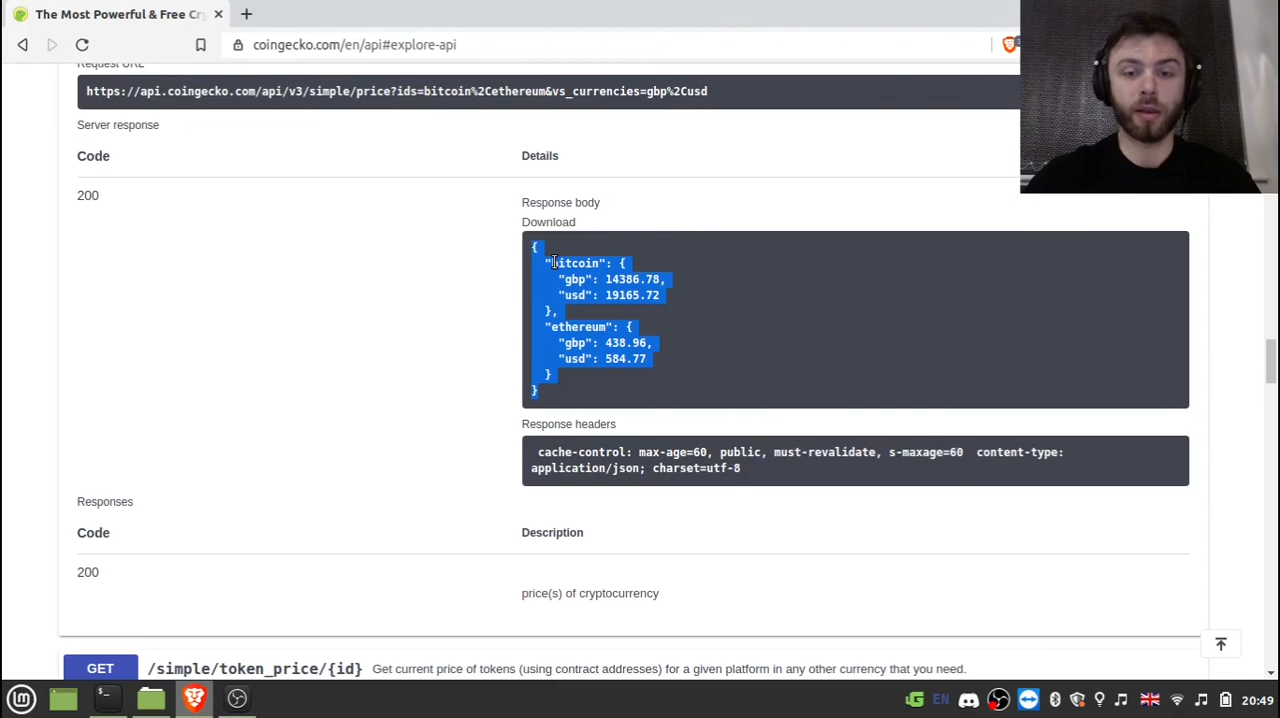 The Most Powerful & Free Cry
coingecko.com/en/api#explore-api
Request URL
https://api.coingecko.com/api/v3/simple/price?ids=bitcoin%2Cethereum&vs_currencies=gbp%2Cusd
Server response
Code
Details
200
Response body
Download
{
"bitcoin": {
"gbp": 14386.78,
"usd": 19165.72
},
"ethereum": {
"gbp": 438.96,
"usd": 584.77
}
}
Response headers
cache-control: max-age=60, public, must-revalidate, s-maxage=60 content-type:
application/json; charset=utf-8
Responses
Code
Description
200
price(s) of cryptocurrency
GET /simple/token_price/{id} Get current price of tokens (using contract addresses) for a given platform in any other currency that you need.
EN
20:49